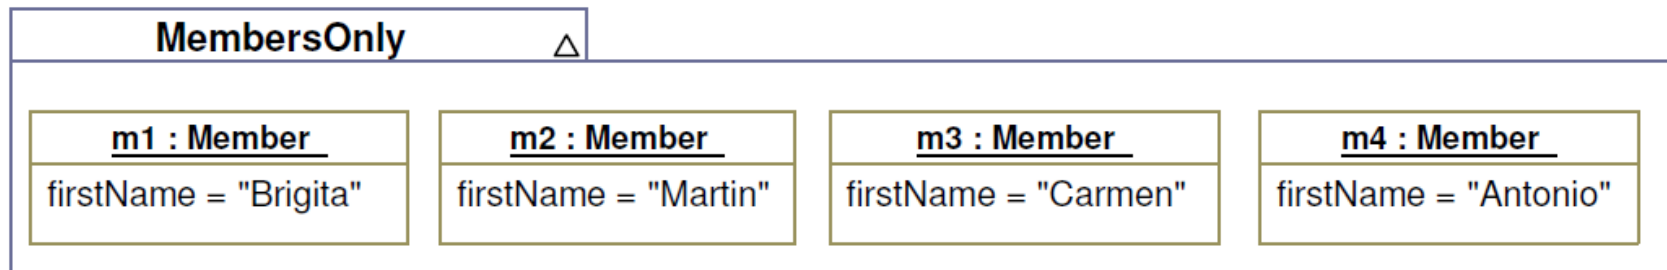 MembersOnly
m1 : Member
m2 : Member
m3 : Member
m4 : Member
firstName = "Brigita"
firstName = "Martin"
firstName = "Carmen"
firstName = "Antonio"